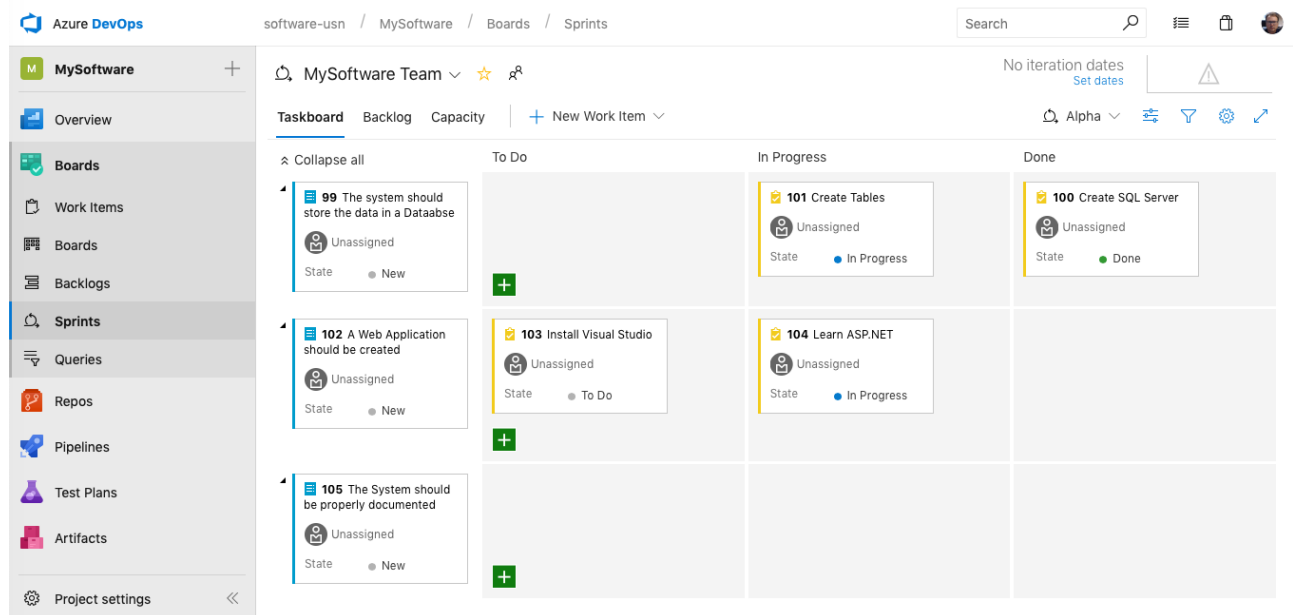 Azure DevOps
software-usn / MySoftware / Boards / Sprints
Search
M MySoftware
Overview
Boards
Work Items
Boards
Backlogs
Sprints
Queries
Repos
Pipelines
Test Plans
Artifacts
Project settings
MySoftware Team
No iteration dates
Set dates
Taskboard Backlog Capacity New Work Item
Alpha
Collapse all
To Do
In Progress
Done
99 The system should
store the data in a Dataabse
Unassigned
State New
101 Create Tables
Unassigned
State In Progress
100 Create SQL Server
Unassigned
State Done
102 A Web Application
should be created
Unassigned
State New
103 Install Visual Studio
Unassigned
State To Do
104 Learn ASP.NET
Unassigned
State In Progress
105 The System should
be properly documented
Unassigned
State New